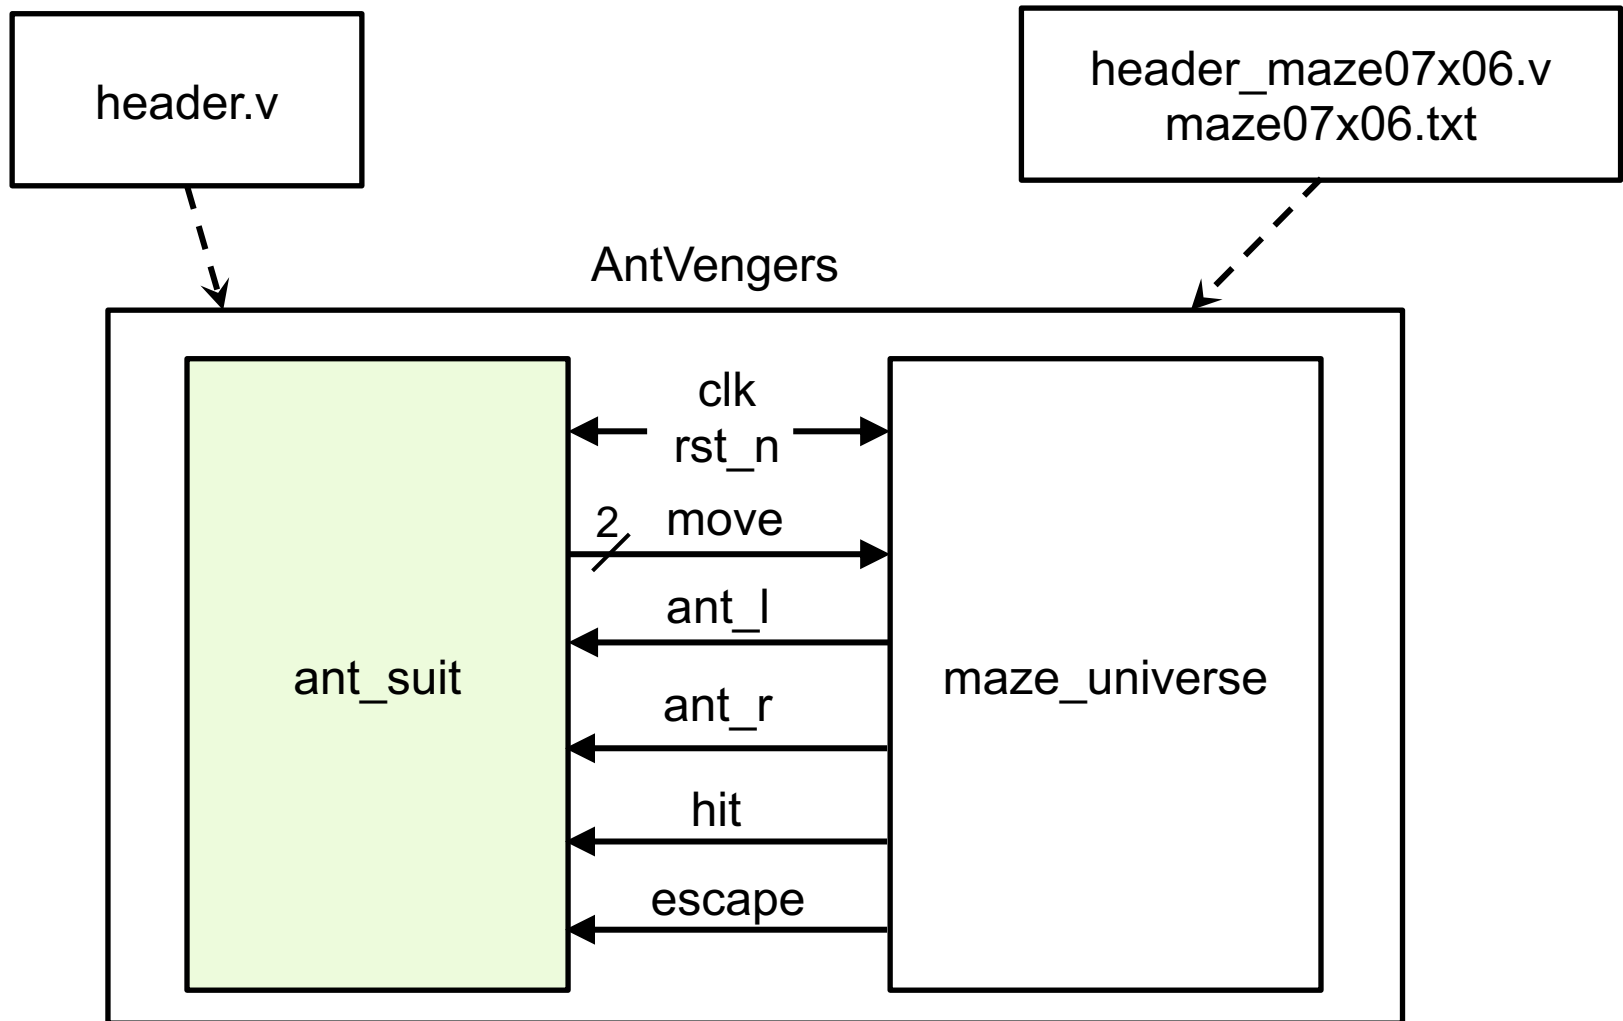 header.v
header_maze07x06.v
maze07x06.txt
AntVengers
clk
rst_n
2
move
ant_l
ant_r
hit
escape
ant_suit
maze_universe